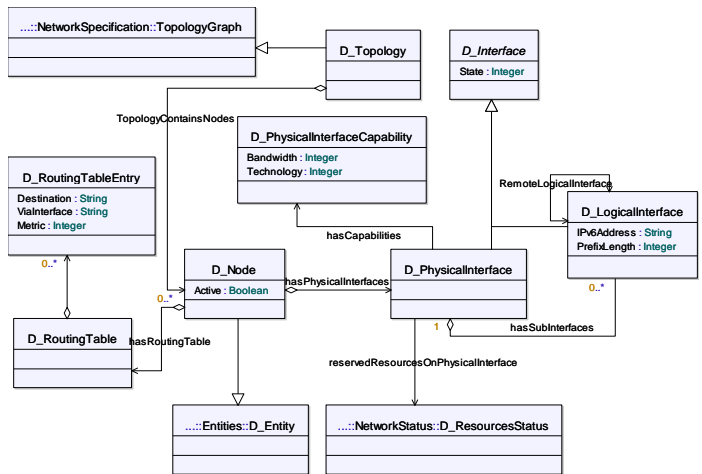 ...::NetworkSpecification::TopologyGraph
D_Topology
D_Interface
State : Integer
TopologyContainsNodes
D_PhysicalInterfaceCapability
Bandwidth : Integer
Technology : Integer
D_RoutingTableEntry
Destination : String
ViaInterface : String
Metric : Integer
RemoteLogicalInterface
D_LogicalInterface
IPv6Address : String
PrefixLength : Integer
hasCapabilities
0..*
D_Node
Active : Boolean
hasPhysicalInterfaces
D_PhysicalInterface
0..*
0..*
D_RoutingTable
hasRoutingTable
1
hasSubInterfaces
reservedResourcesOnPhysicalInterface
...::Entities::D_Entity
...::NetworkStatus::D_ResourcesStatus